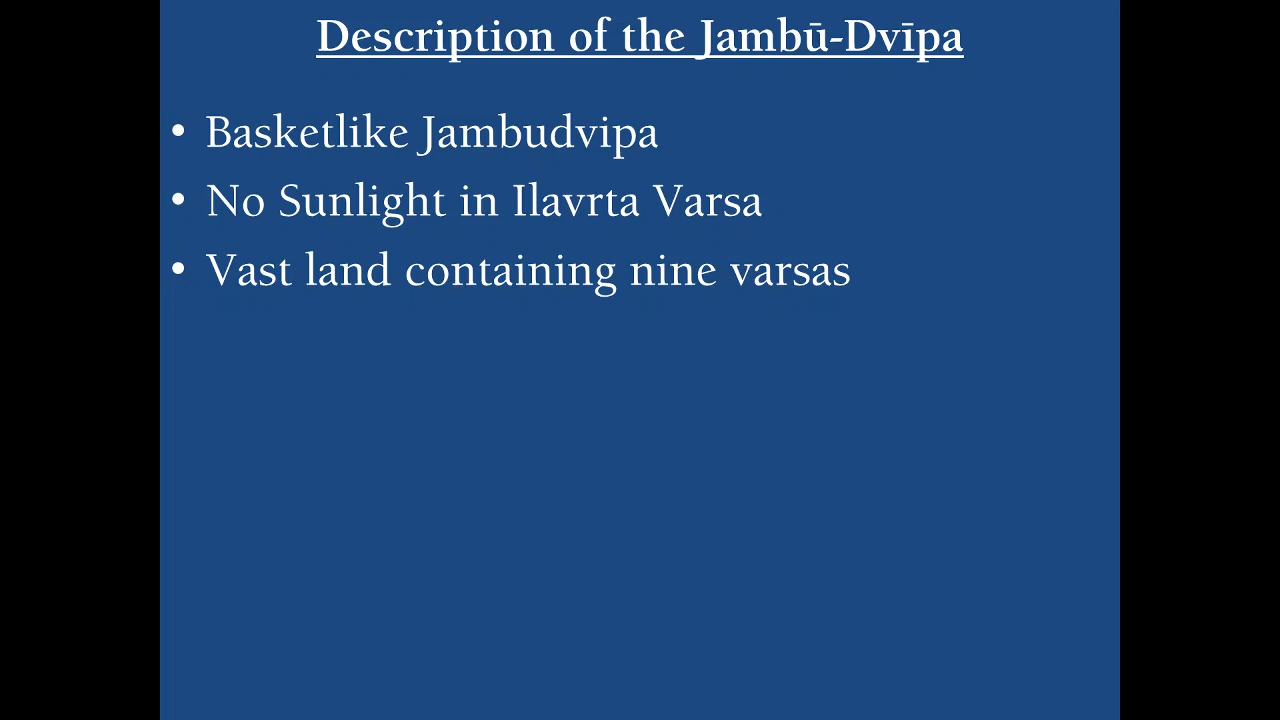 Description of the Jambū-Dvīpa
• Basketlike Jambudvipa
• No Sunlight in Ilavrta Varsa
• Vast land containing nine varsas